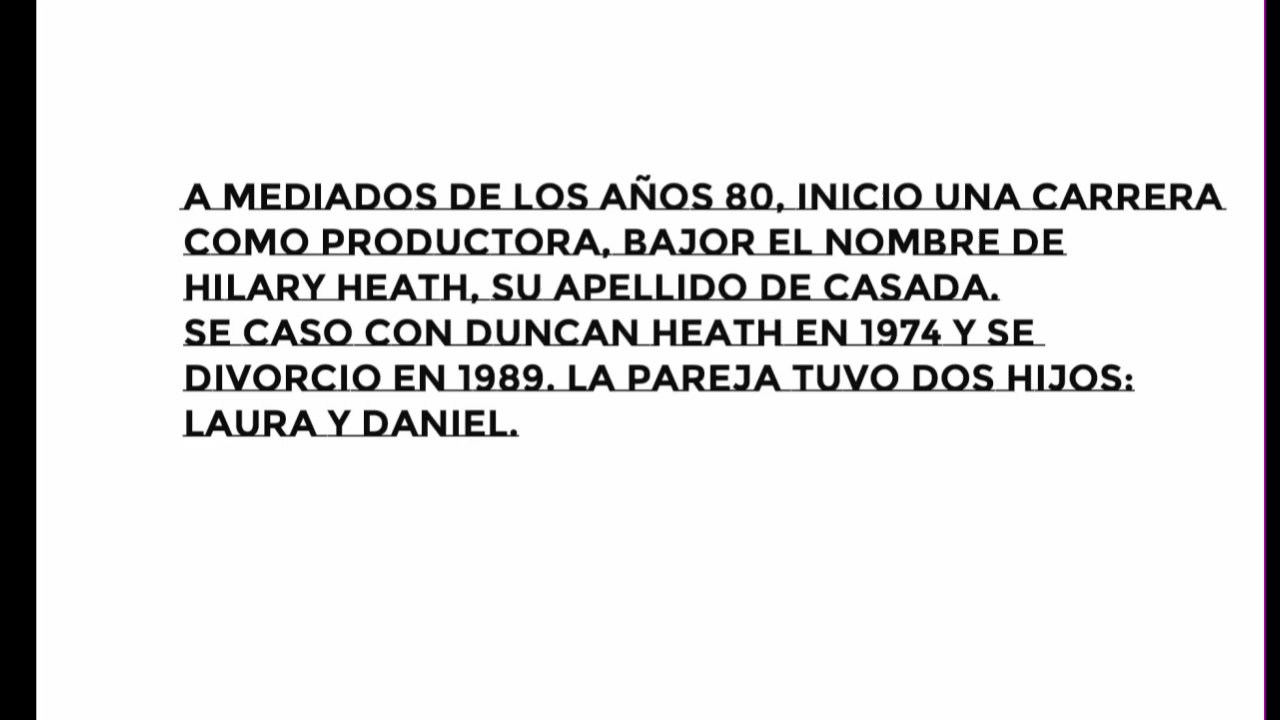 A MEDIADOS DE LOS AÑOS 80, INICIO UNA CARRERA
COMO PRODUCTORA, BAJOR EL NOMBRE DE
HILARY HEATH, SU APELLIDO DE CASADA.
SE CASO CON DUNCAN HEATH EN 1974 Y SE
DIVORCIO EN 1989. LA PAREJA TUVO DOS HIJOS:
LAURA Y DANIEL.